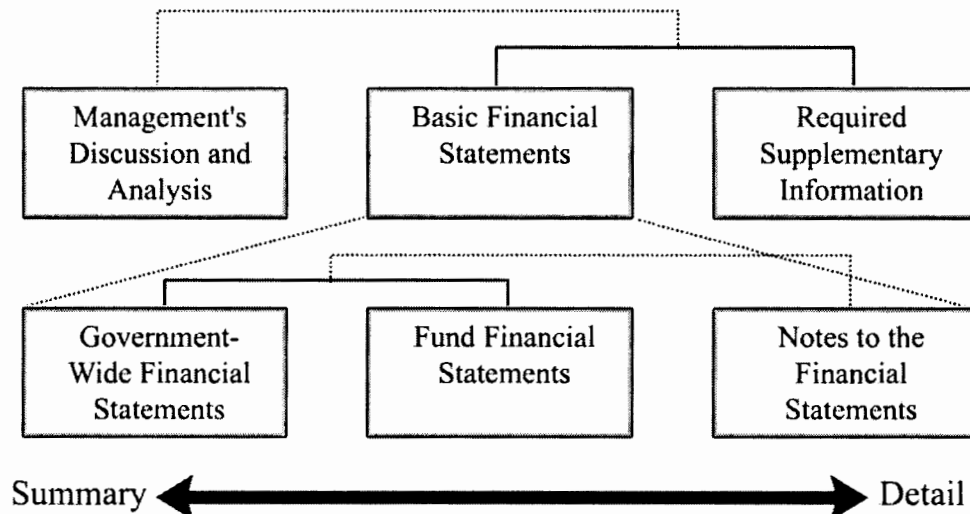 Management's
Discussion and
Analysis
Basic Financial
Statements
Required
Supplementary
Information
Government-
Wide Financial
Statements
Fund Financial
Statements
Notes to the
Financial
Statements
Summary
Detail